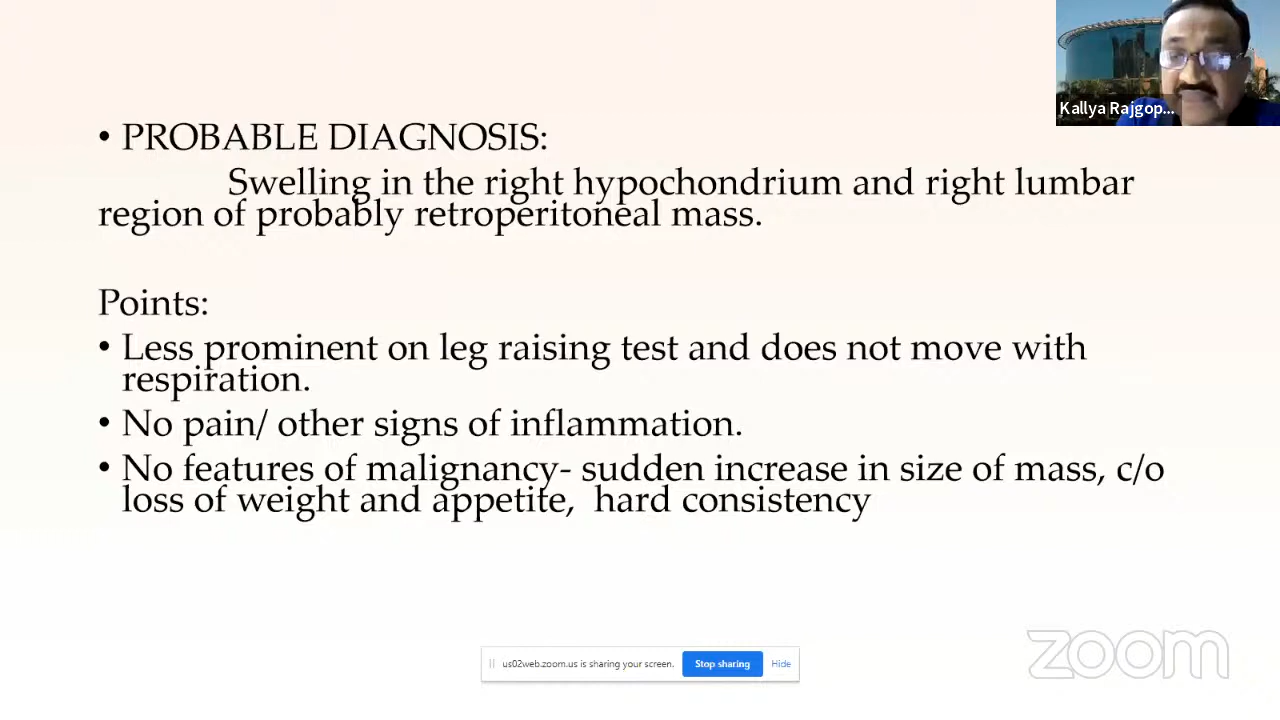 Kallya Rajgop...
• PROBABLE DIAGNOSIS:
Swelling in the right hypochondrium and right lumbar
region of probably retroperitoneal mass.
Points:
• Less prominent on leg raising test and does not move with
respiration.
• No pain/ other signs of inflammation.
• No features of malignancy- sudden increase in size of mass, c/o
loss of weight and appetite,  hard consistency
zoom
us02web.zoom.us is sharing your screen. Stop sharing Hide